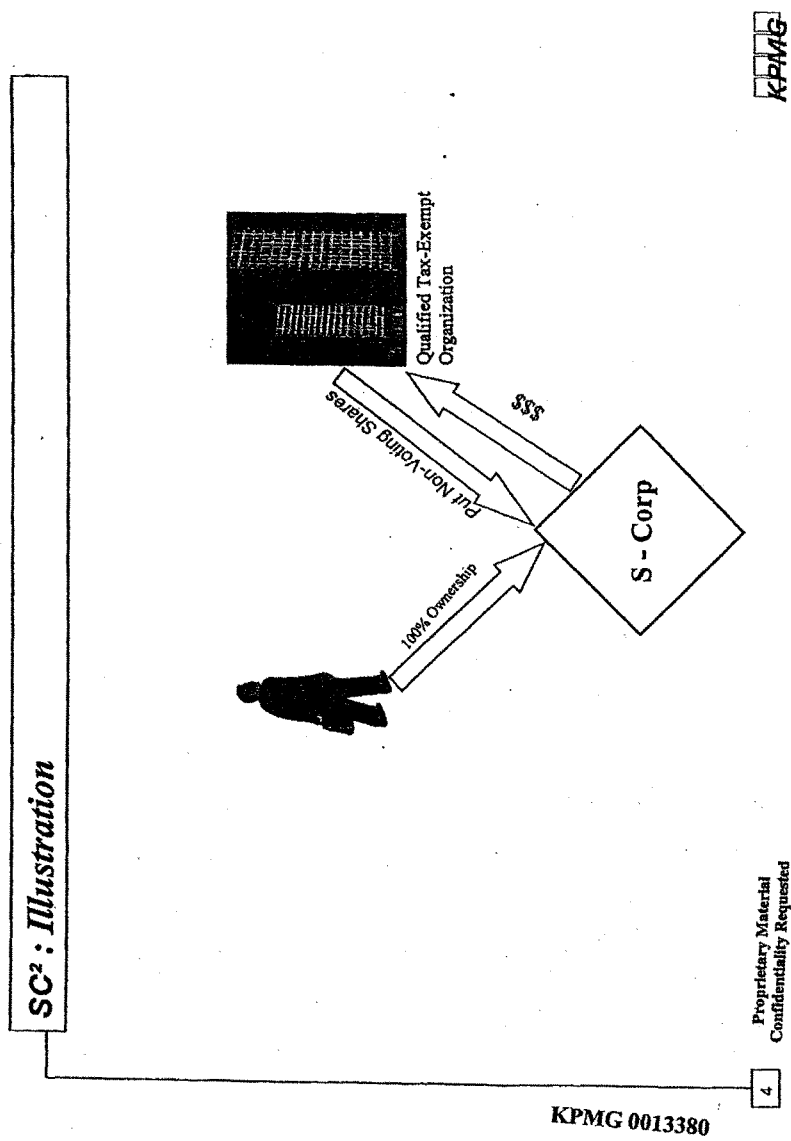 SC² : Illustration
100% Ownership
Put Non-Voting Shares
$$$
Qualified Tax-Exempt
Organization
S - Corp
Proprietary Material
Confidentiality Requested
4
KPMG
KPMG 0013380